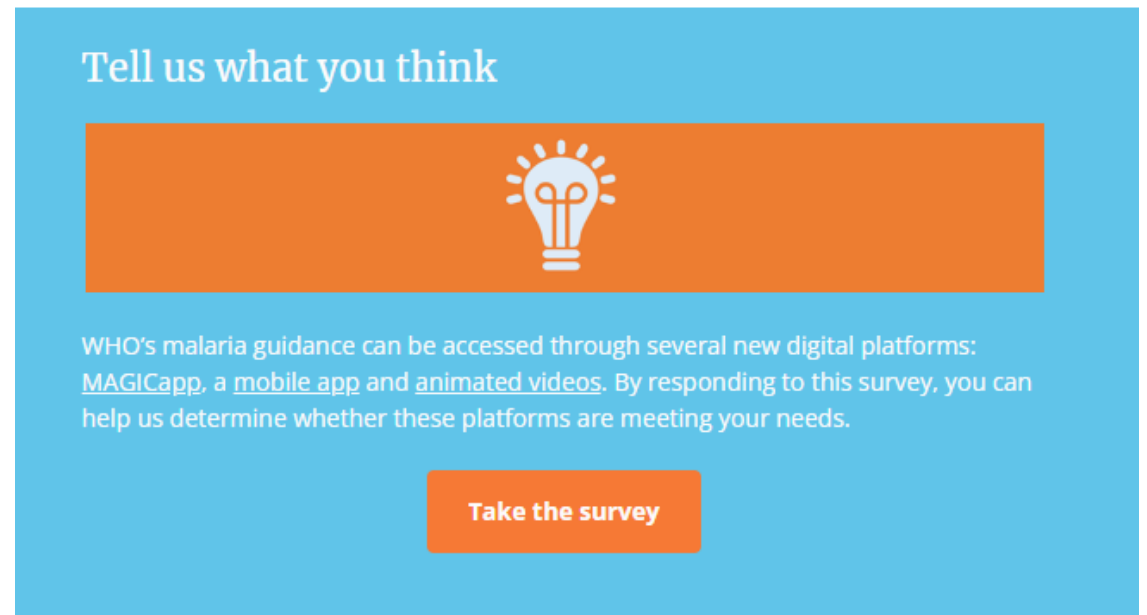 Tell us what you think
WHO’s malaria guidance can be accessed through several new digital platforms:
MAGICapp, a mobile app and animated videos. By responding to this survey, you can
help us determine whether these platforms are meeting your needs.
Take the survey